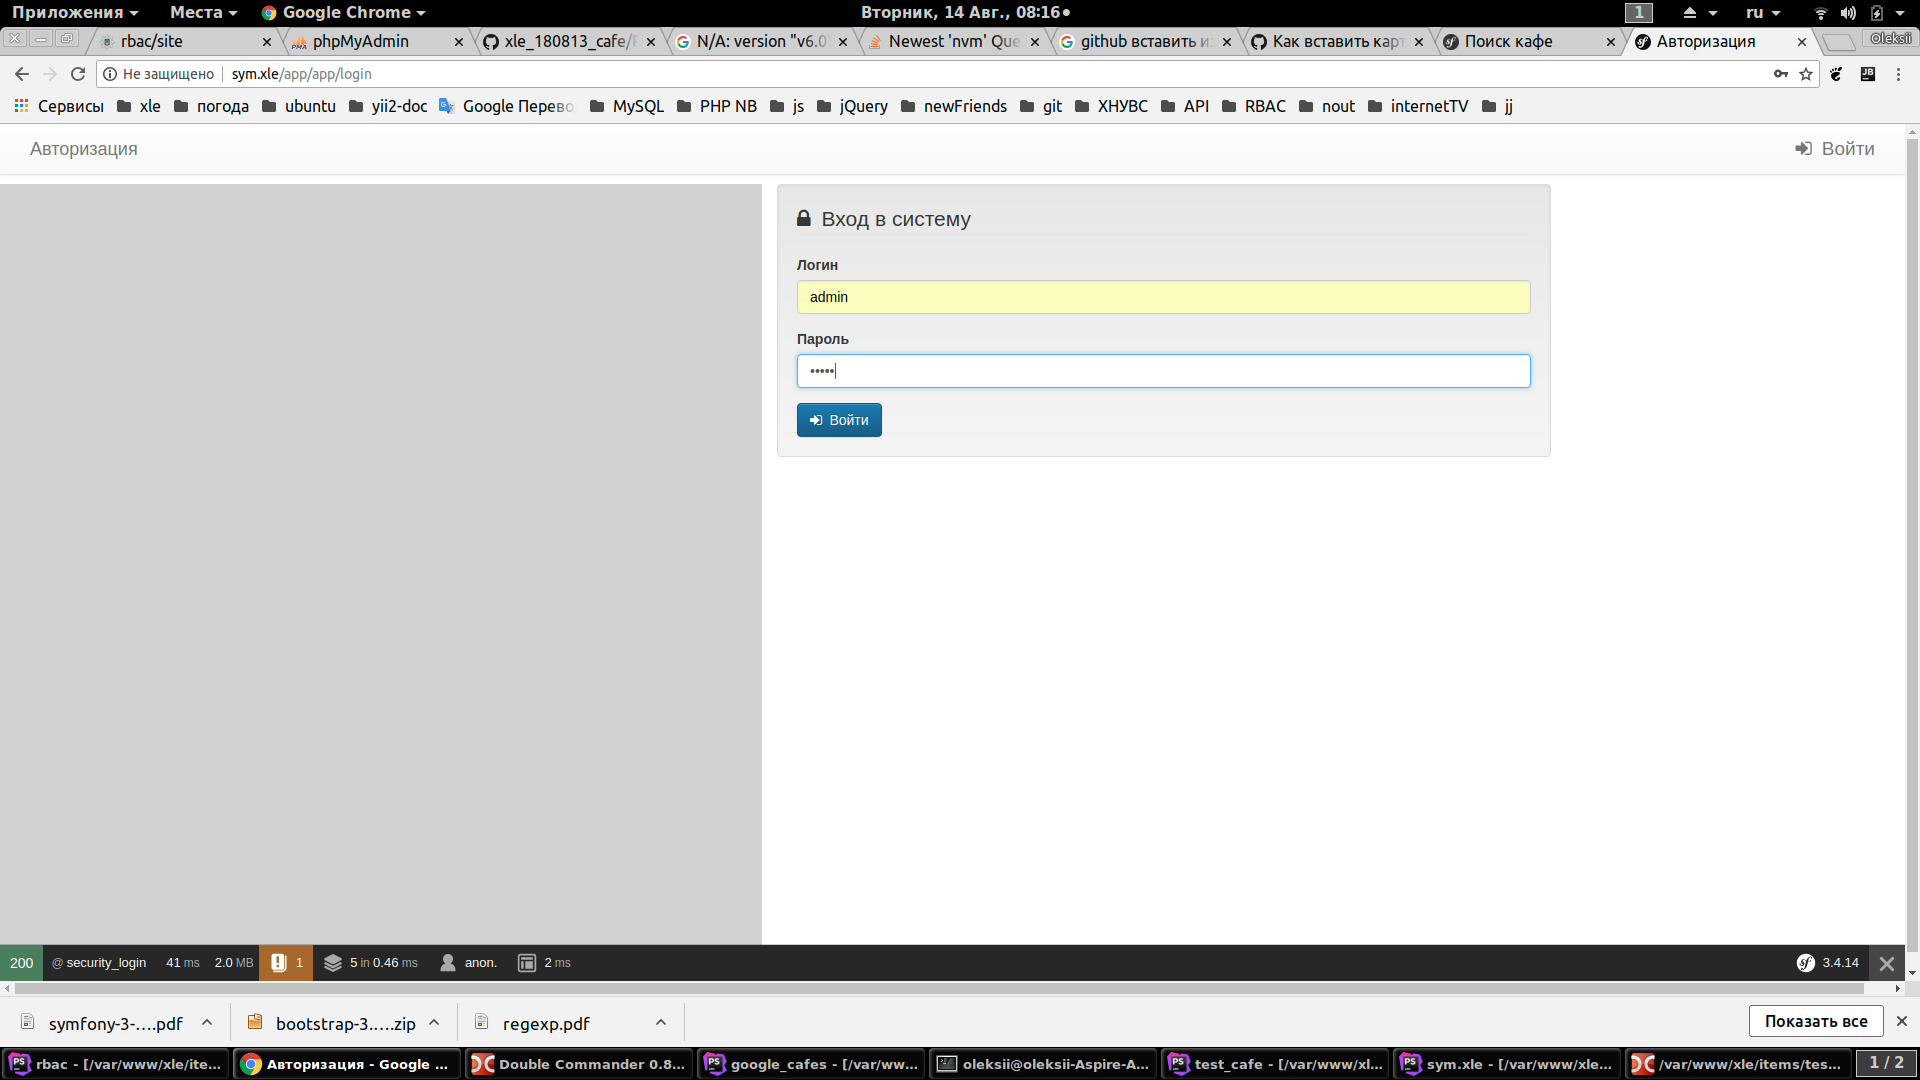 Приложения Места Google Chrome Вторник, 14 Авг., 08:16 1 ru
rbac/site phpMyAdmin xle_180813_cafe/ N/A: version "v6.0 Newest 'nvm' Que github вставить из Как вставить карт Поиск кафе Авторизация Oleksii
Не защищено sym.xle/app/app/login
Сервисы xle погода ubuntu yii2-doc Google Перево MySQL PHP NB js jQuery newFriends git ХНУВС API RBAC nout internetTV jj
Авторизация Войти
Вход в систему
Логин
admin
Пароль
•••••
Войти
200 @ security_login 41 ms 2.0 MB 1 5 in 0.46 ms anon. 2 ms 3.4.14
symfony-3-....pdf bootstrap-3.....zip regexp.pdf Показать все
rbac - [/var/www/xle/ite... Авторизация - Google ... Double Commander 0.8... google_cafes - [/var/ww... oleksii@oleksii-Aspire-A... test_cafe - [/var/www/xl... sym.xle - [/var/www/xle... /var/www/xle/items/tes... 1 / 2